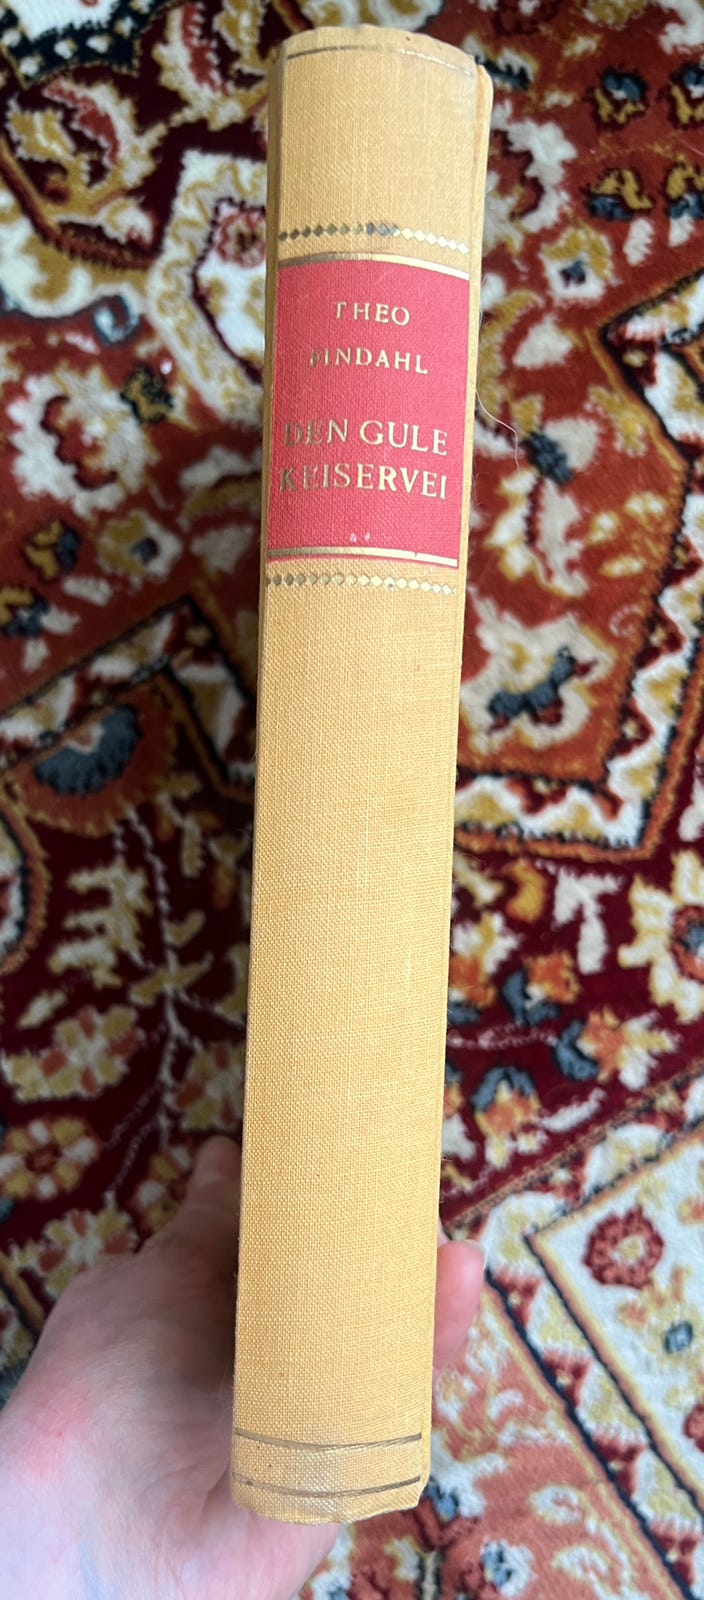 THEO
FINDAHL
DEN GULE
KEISERVEI